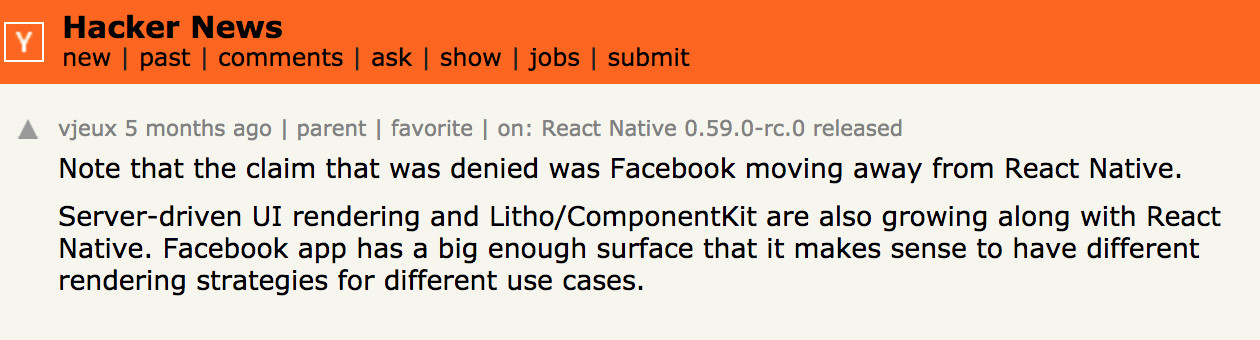 Y
Hacker News
new | past | comments | ask | show | jobs | submit
vjeux 5 months ago | parent | favorite | on: React Native 0.59.0-rc.0 released
Note that the claim that was denied was Facebook moving away from React Native.
Server-driven UI rendering and Litho/ComponentKit are also growing along with React
Native. Facebook app has a big enough surface that it makes sense to have different
rendering strategies for different use cases.